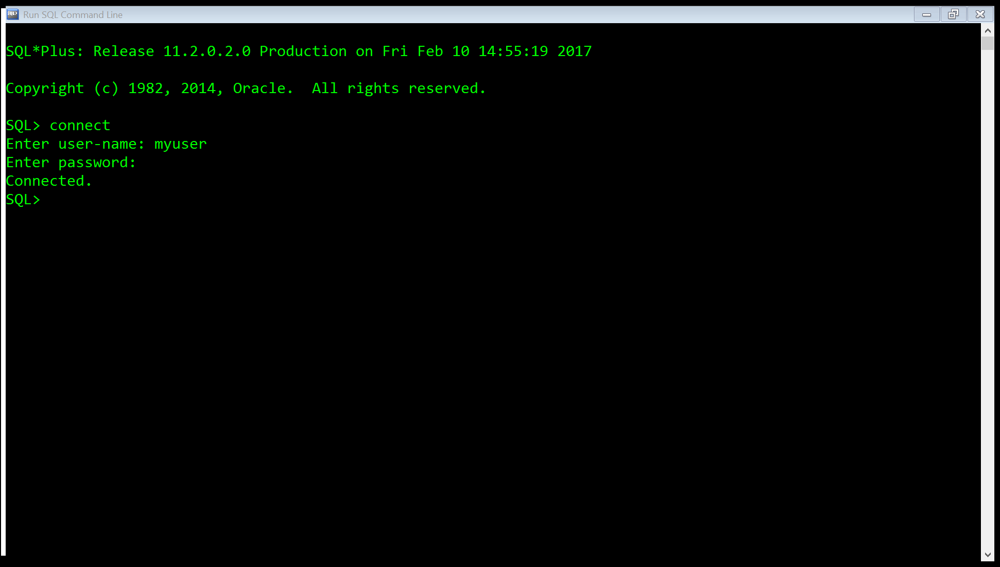 Run SQL Command Line
SQL*Plus: Release 11.2.0.2.0 Production on Fri Feb 10 14:55:19 2017
Copyright (c) 1982, 2014, Oracle.  All rights reserved.
SQL> connect
Enter user-name: myuser
Enter password:
Connected.
SQL>